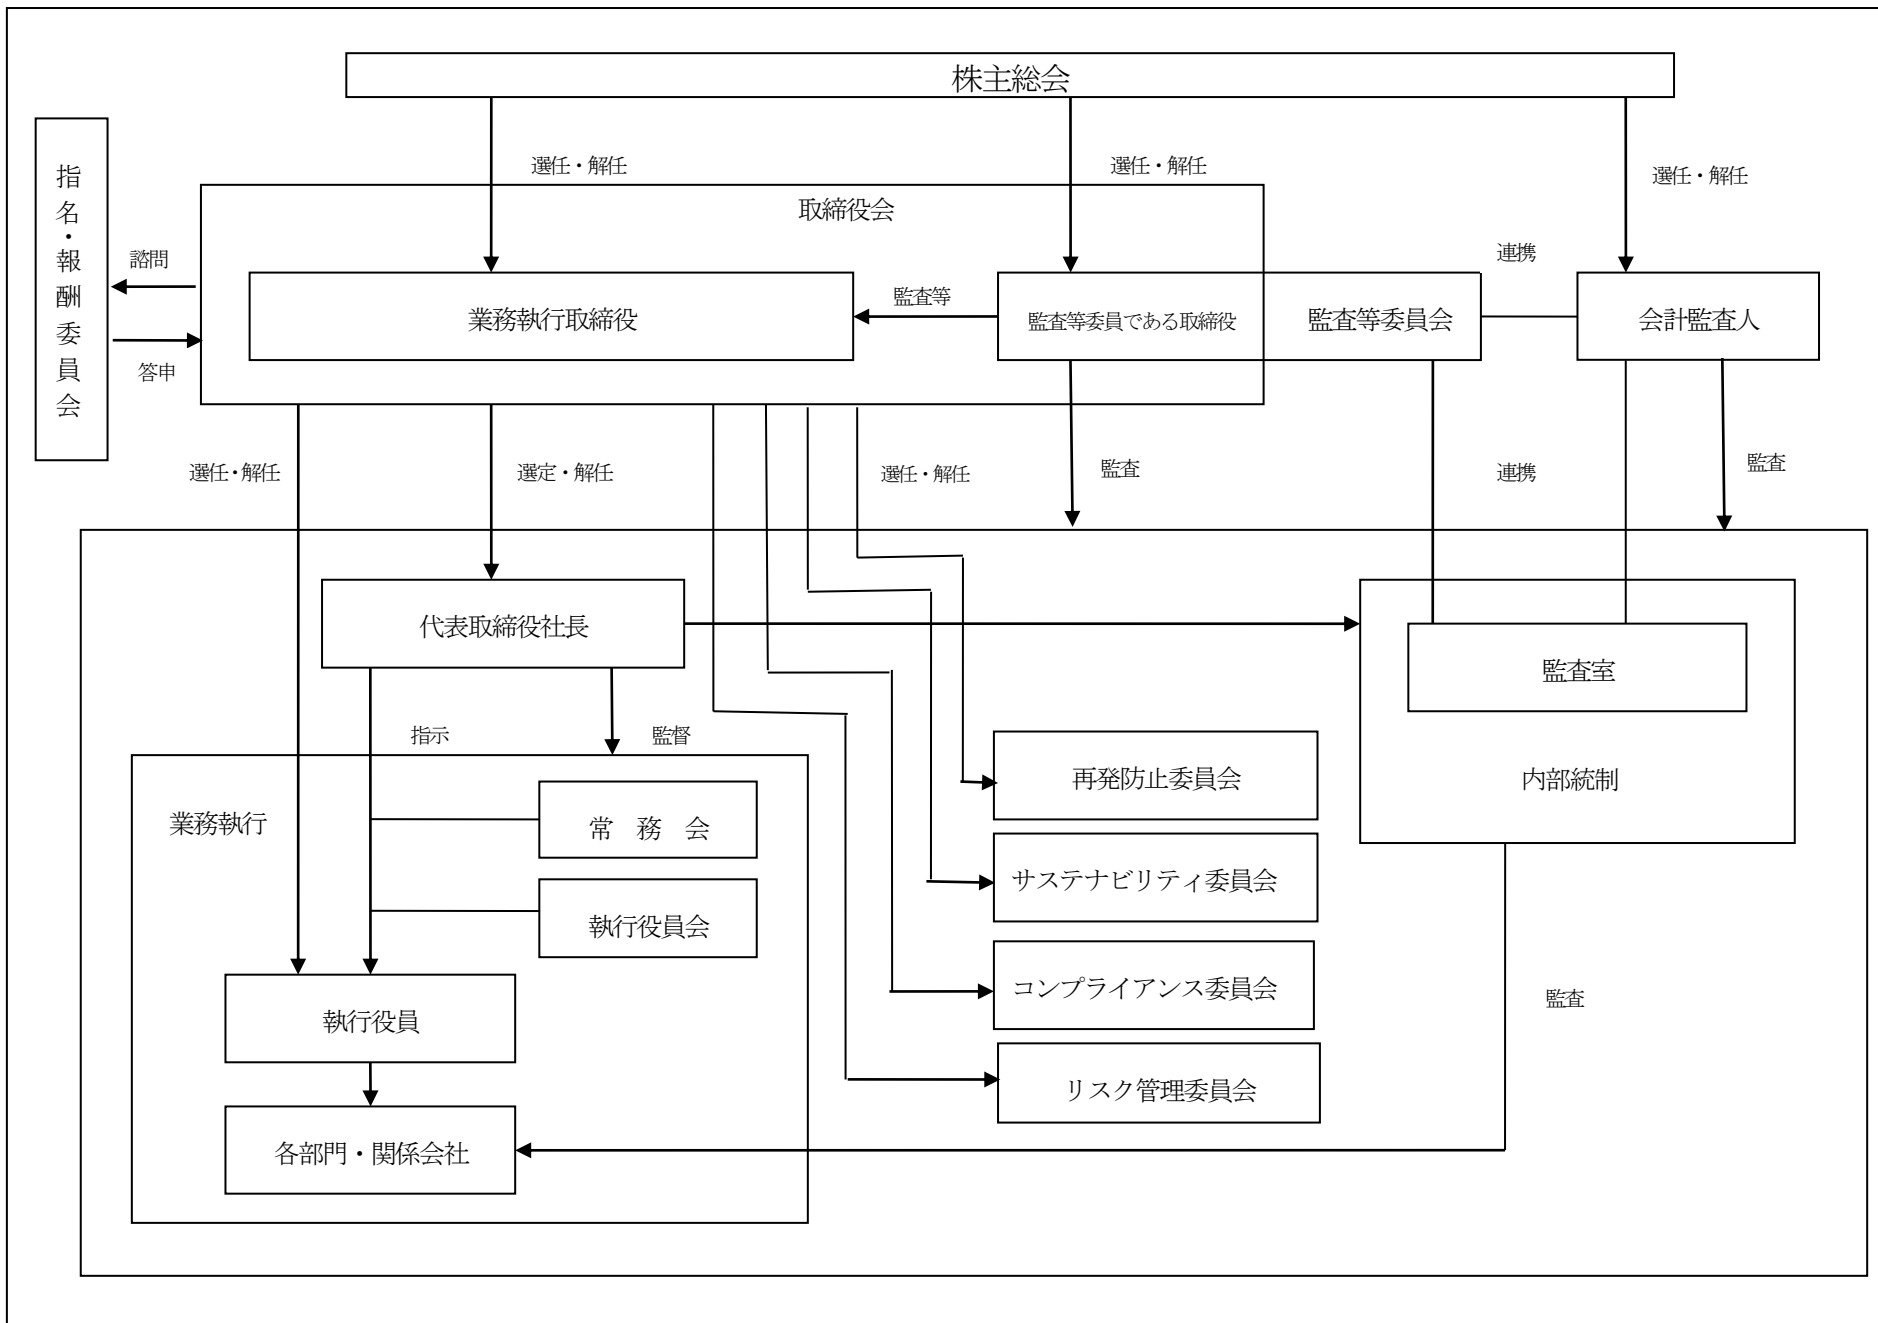 株主総会
選任・解任
選任・解任
選任・解任
指名・報酬委員会
取締役会
諮問
答申
業務執行取締役
監査等
監査等委員である取締役
監査等委員会
連携
会計監査人
選任・解任
選定・解任
選任・解任
監査
連携
監査
代表取締役社長
監査室
内部統制
指示
監督
業務執行
常　務　会
執行役員会
執行役員
各部門・関係会社
再発防止委員会
サステナビリティ委員会
コンプライアンス委員会
リスク管理委員会
監査